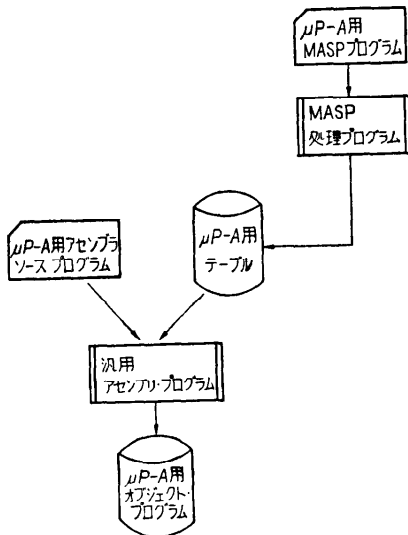 μP-A用
MASPプログラム
MASP
処理プログラム
μP-A用
テーブル
μP-A用アセンブラ
ソースプログラム
汎用
アセンブリ・プログラム
μP-A用
オブジェクト・
プログラム